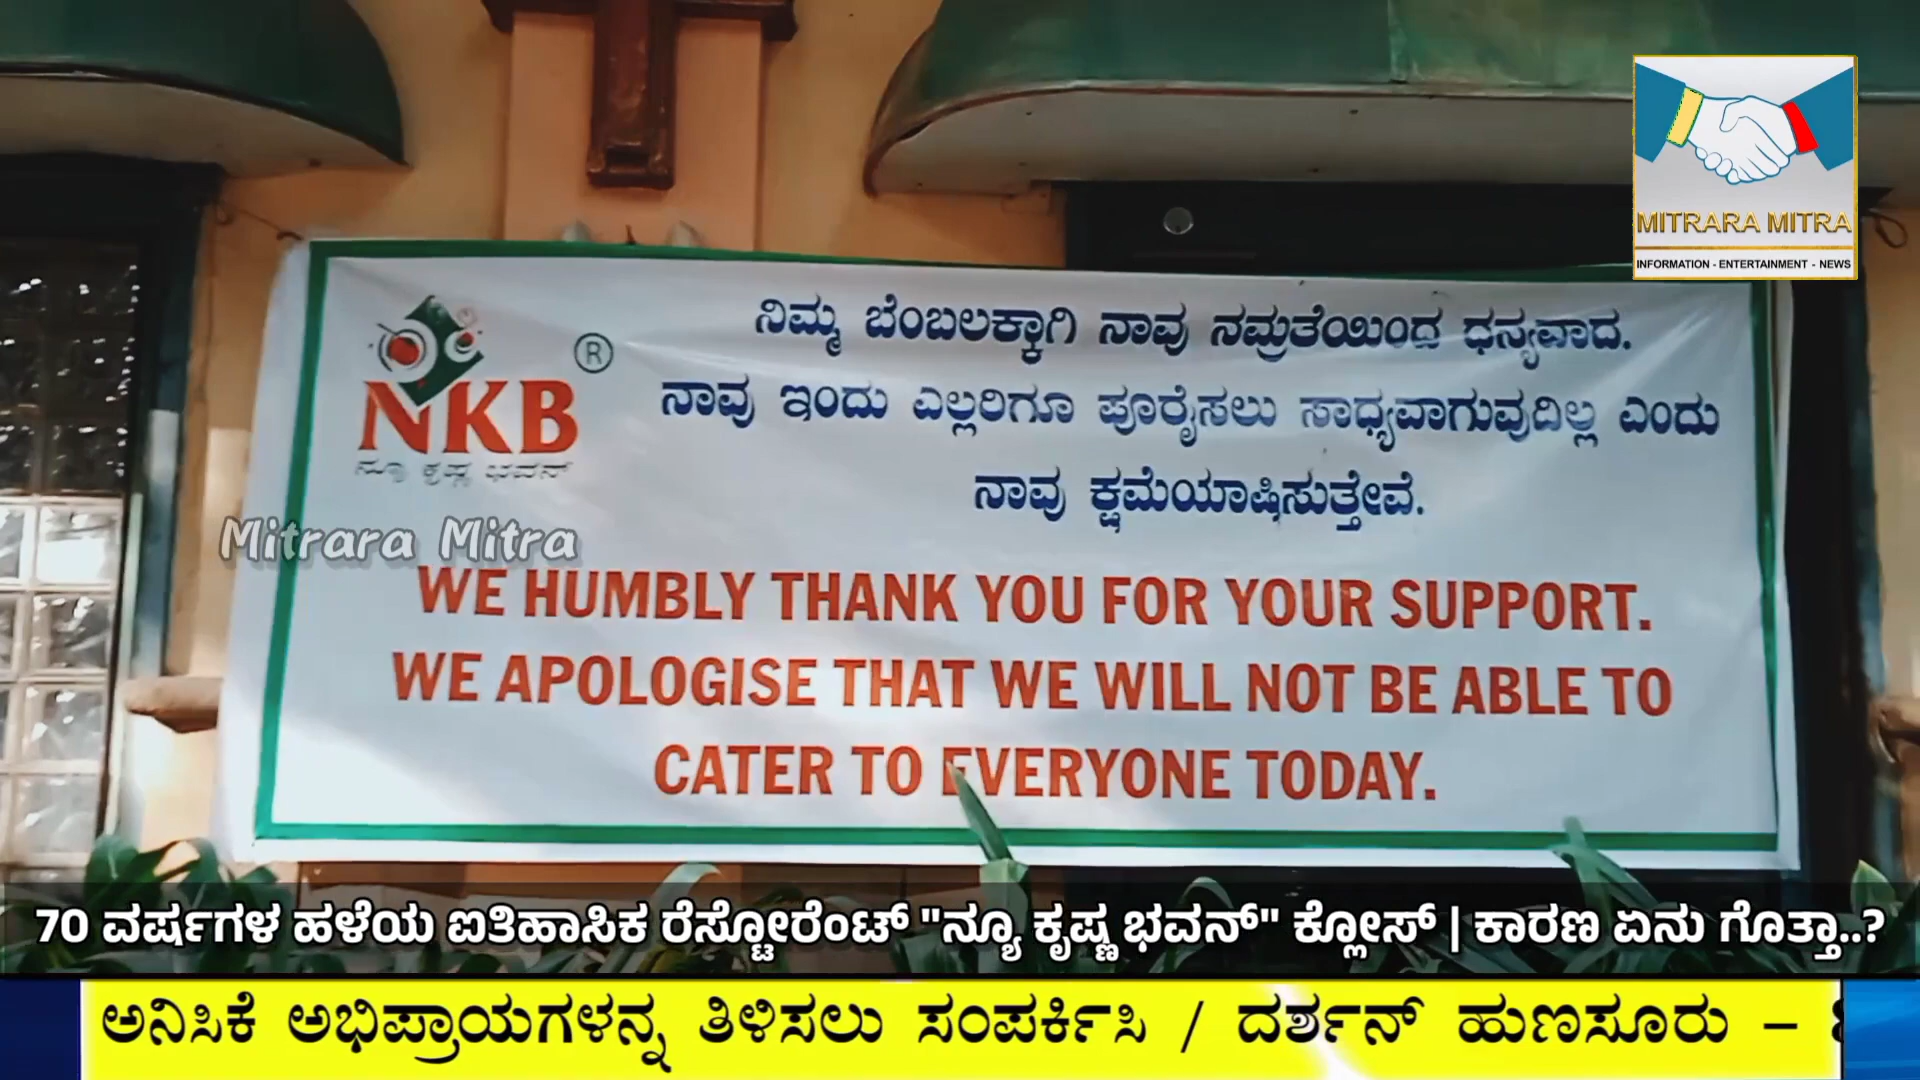 MITRARA MITRA
INFORMATION - ENTERTAINMENT - NEWS
NKB ®
ನ್ಯೂ ಕೃಷ್ಣ ಭವನ್
ನಿಮ್ಮ ಬೆಂಬಲಕ್ಕಾಗಿ ನಾವು ನಮ್ರತೆಯಿಂದ ಧನ್ಯವಾದ.
ನಾವು ಇಂದು ಎಲ್ಲರಿಗೂ ಪೂರೈಸಲು ಸಾಧ್ಯವಾಗುವುದಿಲ್ಲ ಎಂದು
ನಾವು ಕ್ಷಮೆಯಾಷಿಸುತ್ತೇವೆ.
Mitrara Mitra
WE HUMBLY THANK YOU FOR YOUR SUPPORT.
WE APOLOGISE THAT WE WILL NOT BE ABLE TO
CATER TO EVERYONE TODAY.
70 ವರ್ಷಗಳ ಹಳೆಯ ಐತಿಹಾಸಿಕ ರೆಸ್ಟೋರೆಂಟ್ "ನ್ಯೂ ಕೃಷ್ಣ ಭವನ್" ಕ್ಲೋಸ್ | ಕಾರಣ ಏನು ಗೊತ್ತಾ..?
ಅನಿಸಿಕೆ ಅಭಿಪ್ರಾಯಗಳನ್ನ ತಿಳಿಸಲು ಸಂಪರ್ಕಿಸಿ / ದರ್ಶನ್ ಹುಣಸೂರು –